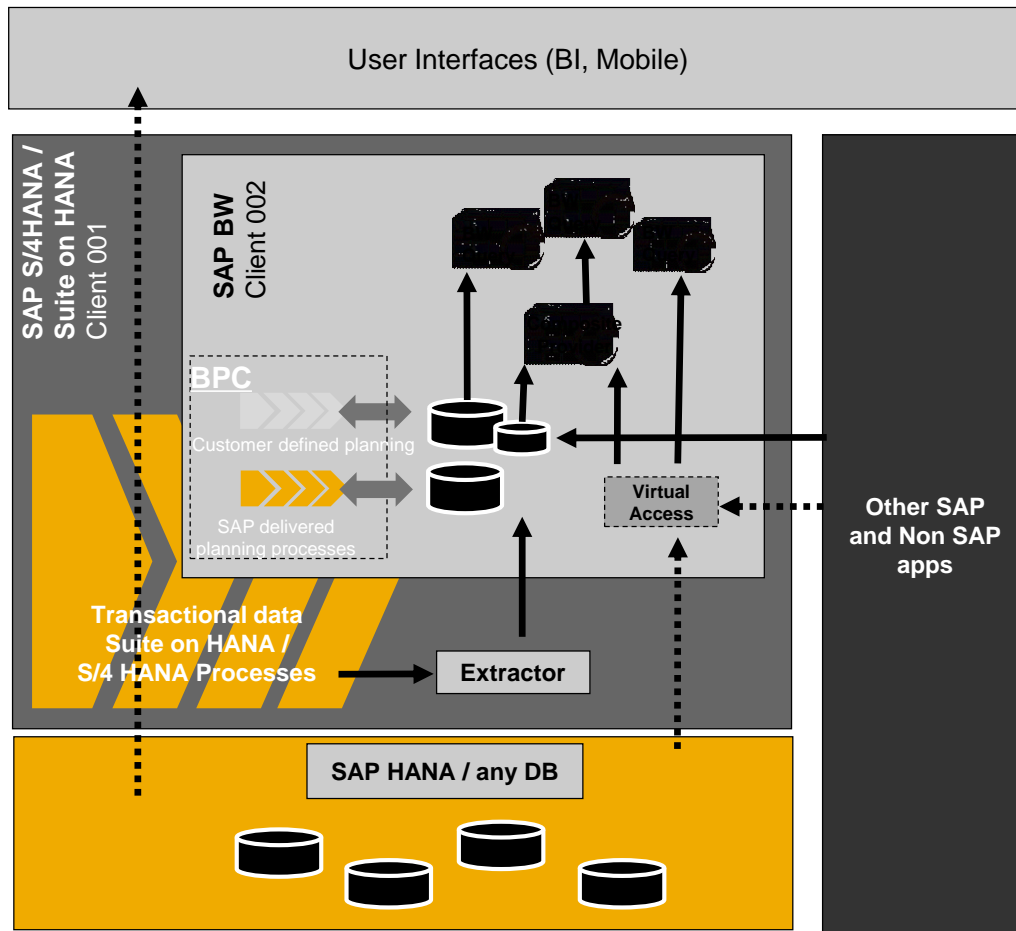 User Interfaces (BI, Mobile)
SAP S/4HANA /
Suite on HANA
Client 001
SAP BW
Client 002
BPC
Customer defined planning
SAP delivered
planning processes
Virtual
Access
Other SAP
and Non SAP
apps
Transactional data
Suite on HANA /
S/4 HANA Processes
Extractor
SAP HANA / any DB